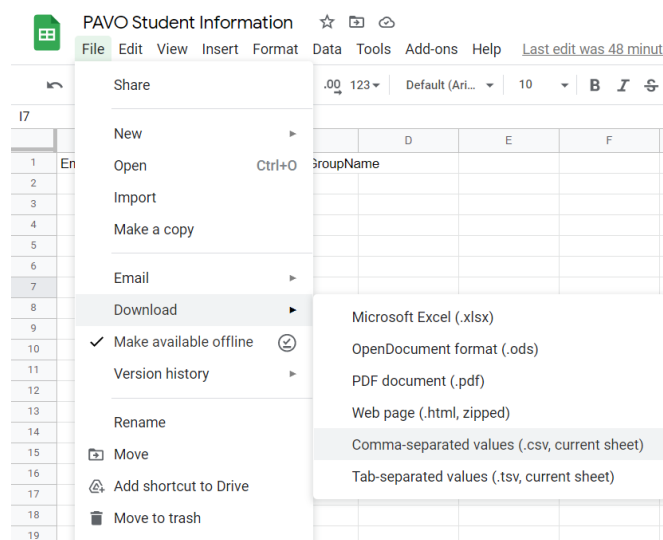 PAVO Student Information
File Edit View Insert Format Data Tools Add-ons Help Last edit was 48 minut
.00 123 Default (Ari... 10 B I S
I7
D E F
1 En GroupName
2
3
4
5
6
7
8
9
10
11
12
13
14
15
16
17
18
19
Share
New
Open Ctrl+O
Import
Make a copy
Email
Download
Make available offline
Version history
Rename
Move
Add shortcut to Drive
Move to trash
Microsoft Excel (.xlsx)
OpenDocument format (.ods)
PDF document (.pdf)
Web page (.html, zipped)
Comma-separated values (.csv, current sheet)
Tab-separated values (.tsv, current sheet)